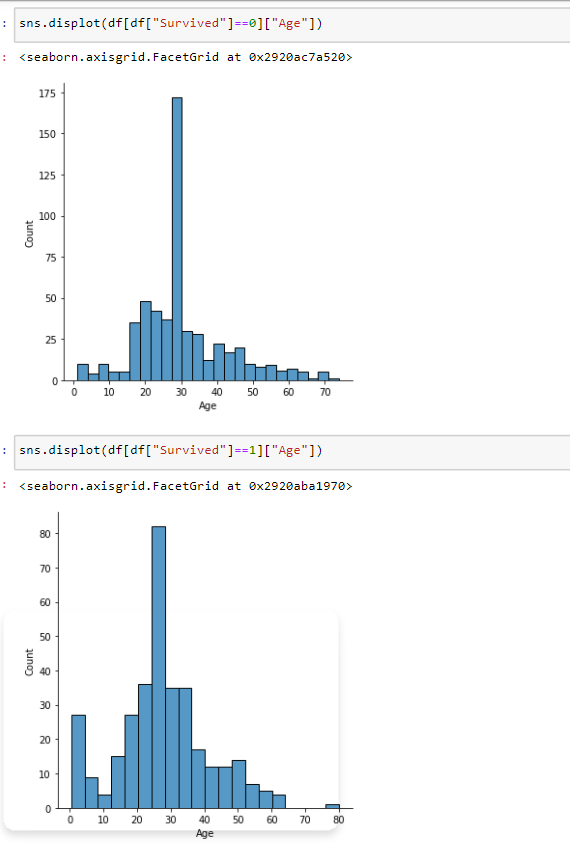 : sns.displot(df[df["Survived"]==0]["Age"])
: <seaborn.axisgrid.FacetGrid at 0x2920ac7a520>
175
150
125
100
75
50
25
0
Count
0 10 20 30 40 50 60 70
Age
: sns.displot(df[df["Survived"]==1]["Age"])
: <seaborn.axisgrid.FacetGrid at 0x2920aba1970>
80
70
60
50
40
30
20
10
0
Count
0 10 20 30 40 50 60 70 80
Age